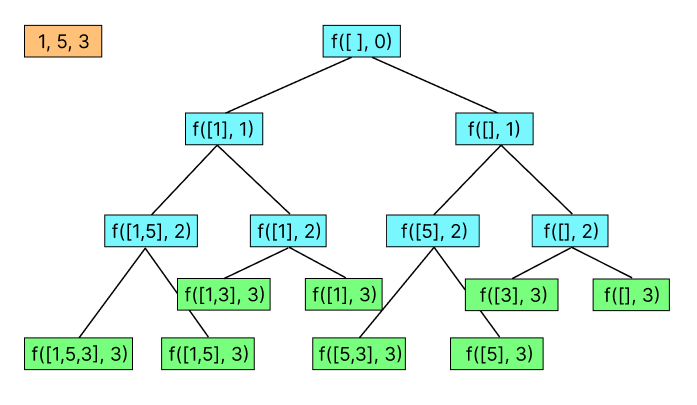 1, 5, 3
f([ ], 0)
f([1], 1)
f([], 1)
f([1,5], 2)
f([1], 2)
f([5], 2)
f([], 2)
f([1,3], 3)
f([1], 3)
f([3], 3)
f([], 3)
f([1,5,3], 3)
f([1,5], 3)
f([5,3], 3)
f([5], 3)